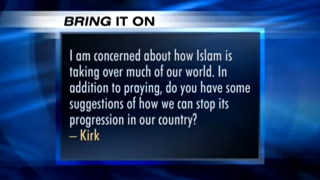 BRING IT ON
I am concerned about how Islam is
taking over much of our world. In
addition to praying, do you have some
suggestions of how we can stop its
progression in our country?
– Kirk